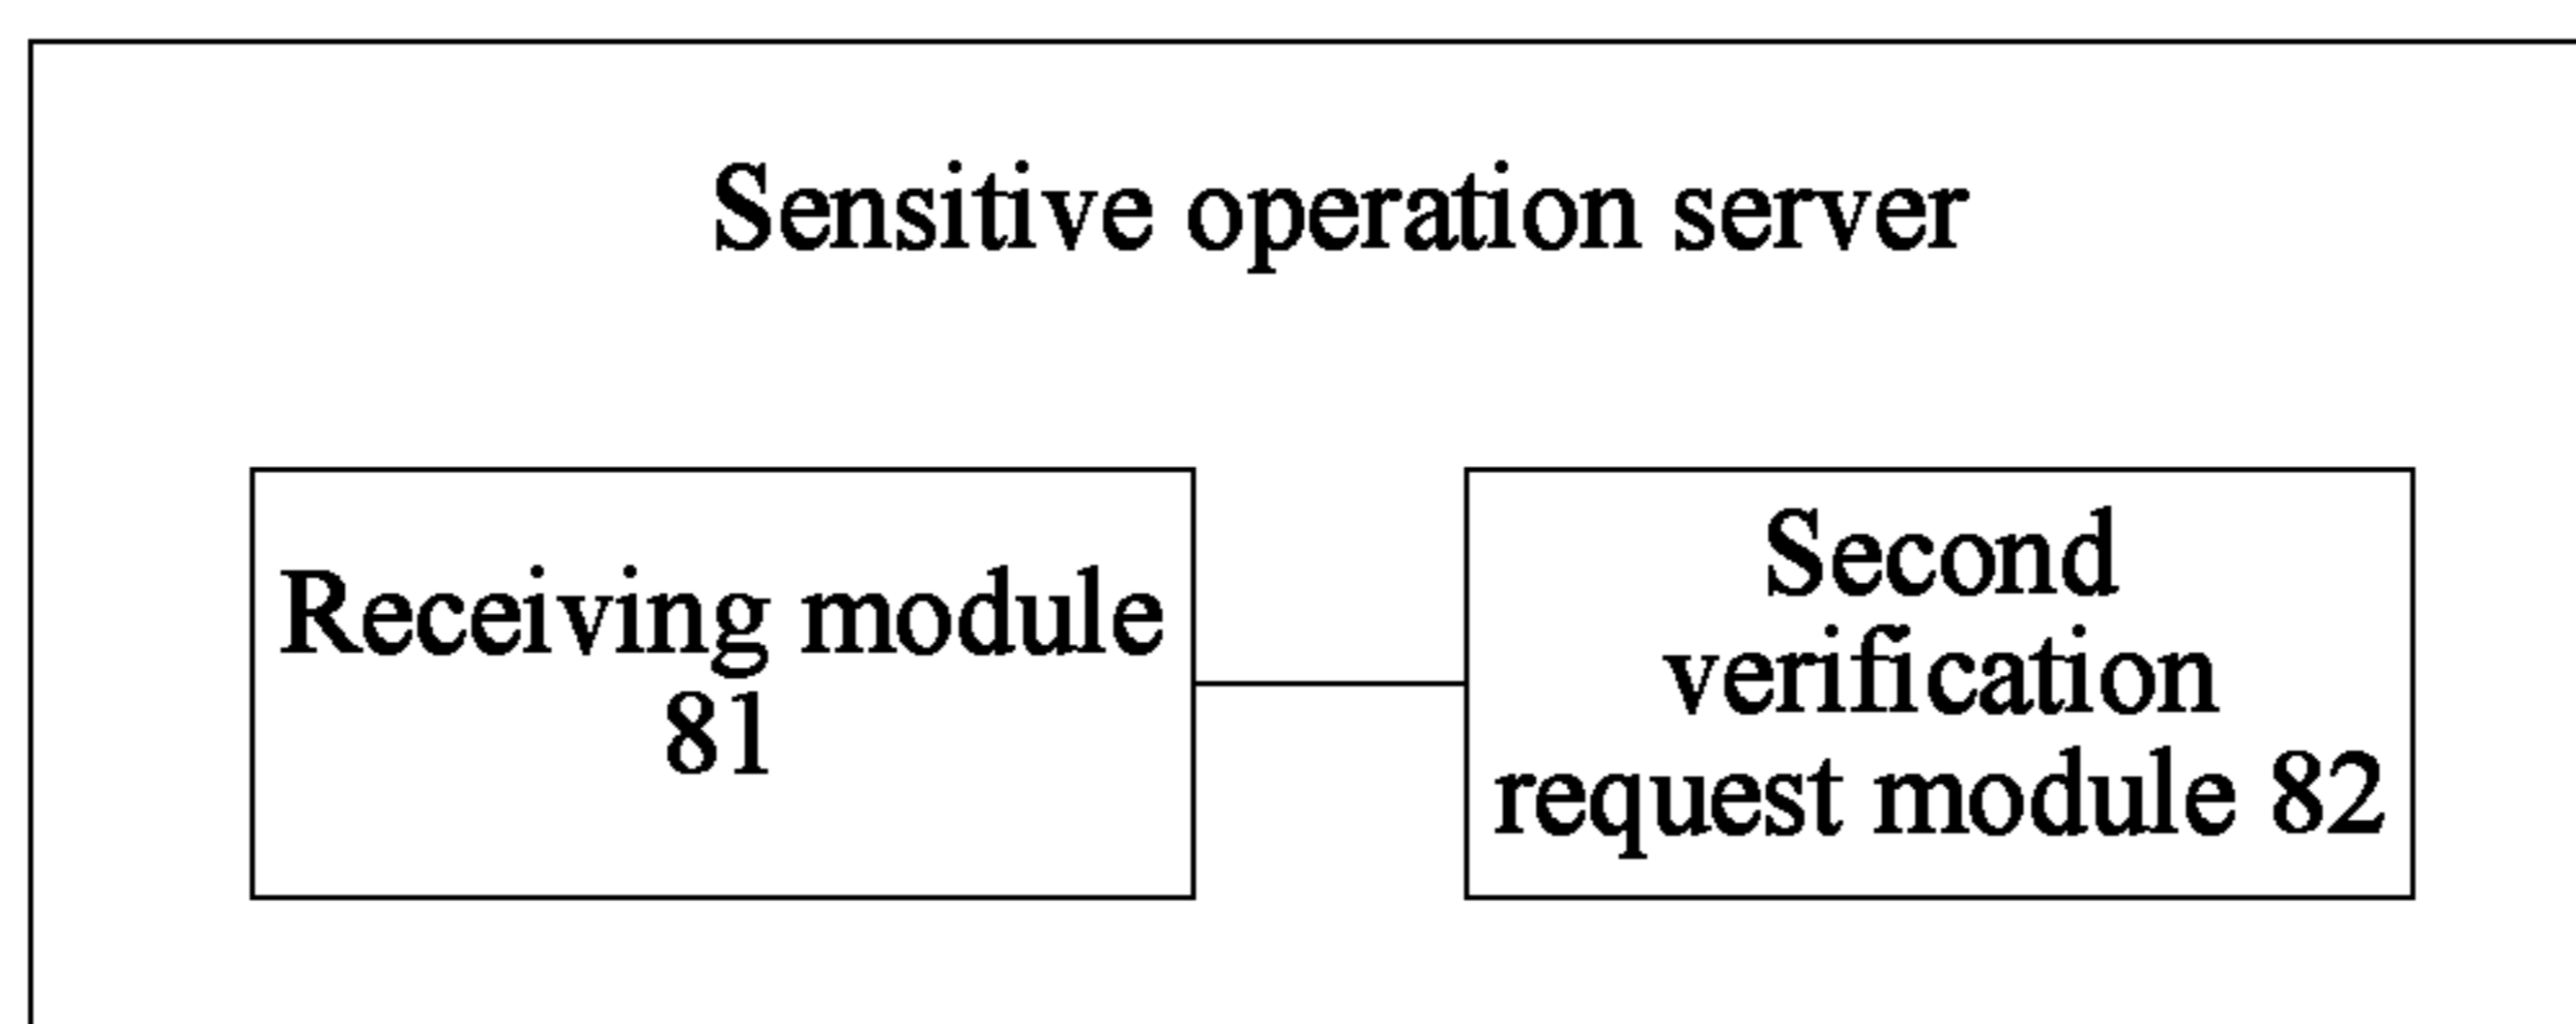 Sensitive operation server
Receiving module
81
Second
verification
request module 82